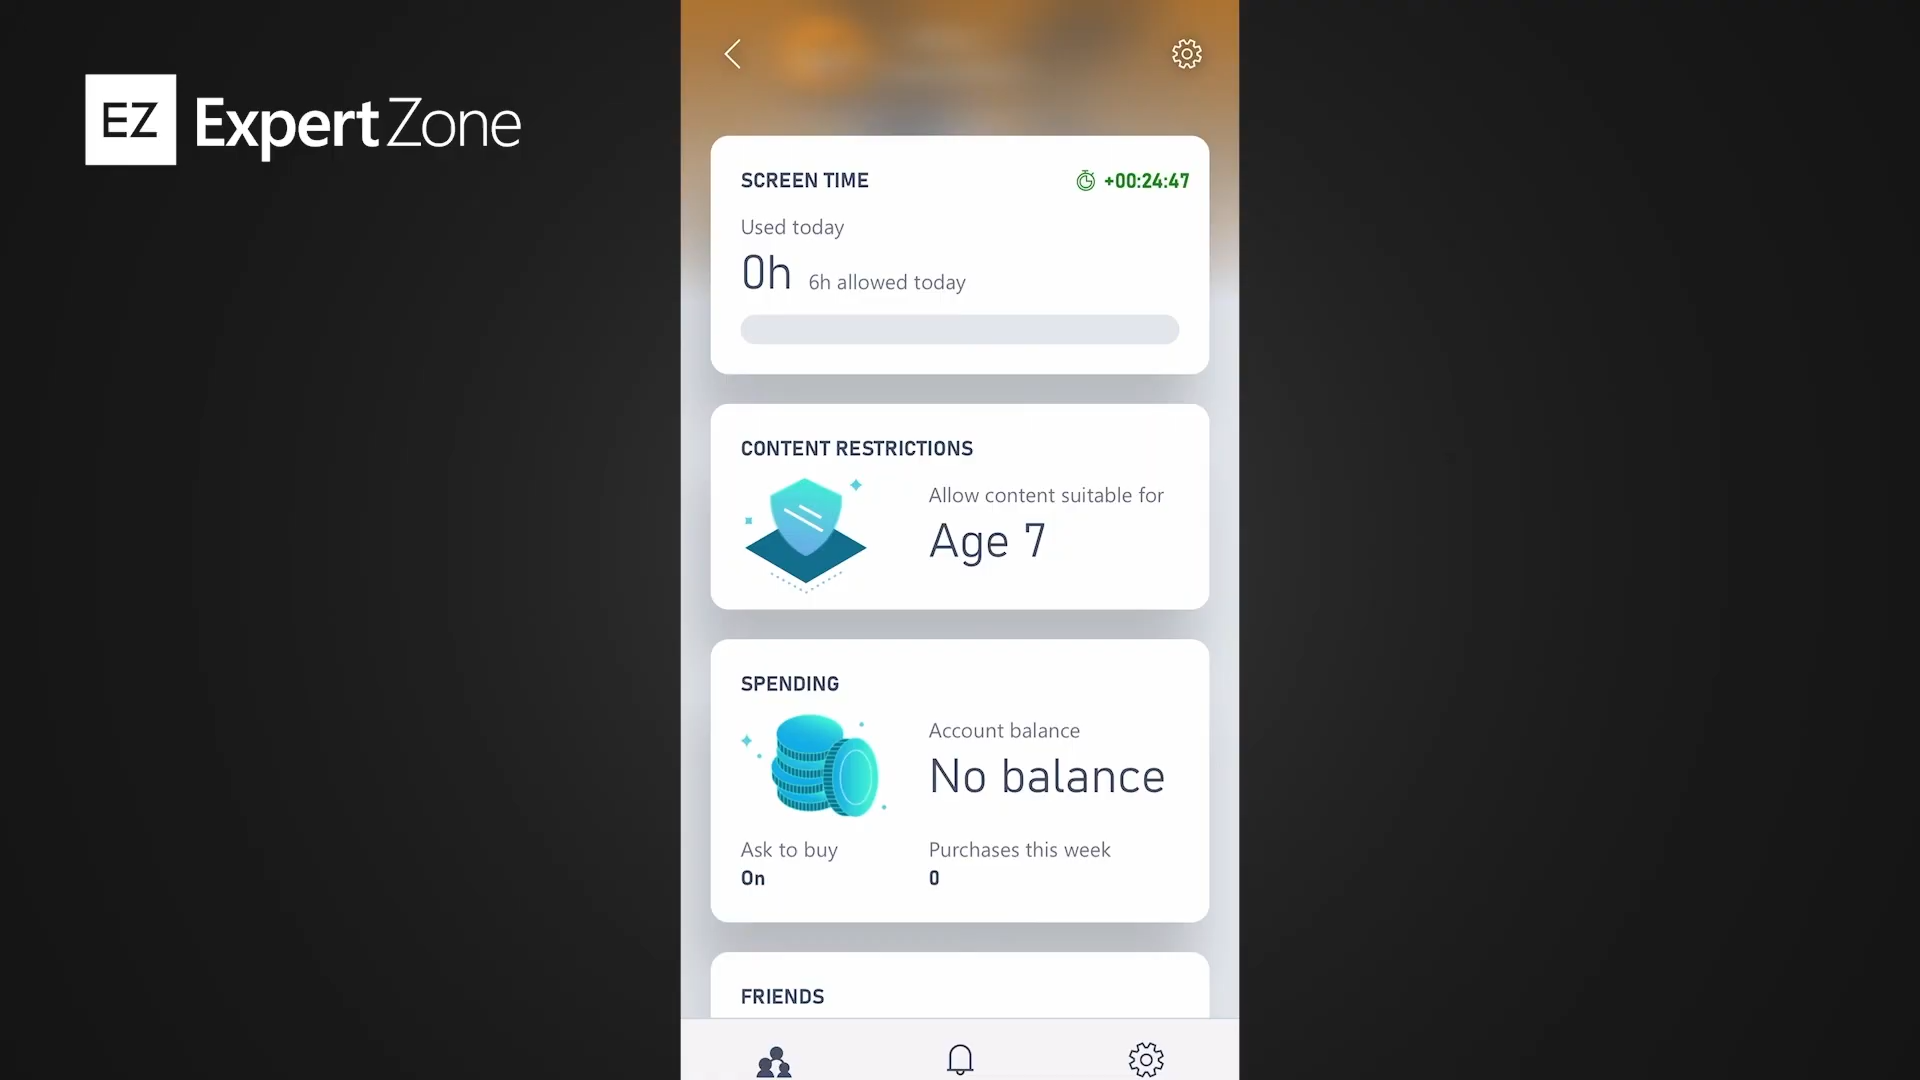 EZ Expert Zone
SCREEN TIME
+00:24:47
Used today
0h 6h allowed today
CONTENT RESTRICTIONS
Allow content suitable for
Age 7
SPENDING
Account balance
No balance
Ask to buy
On
Purchases this week
0
FRIENDS